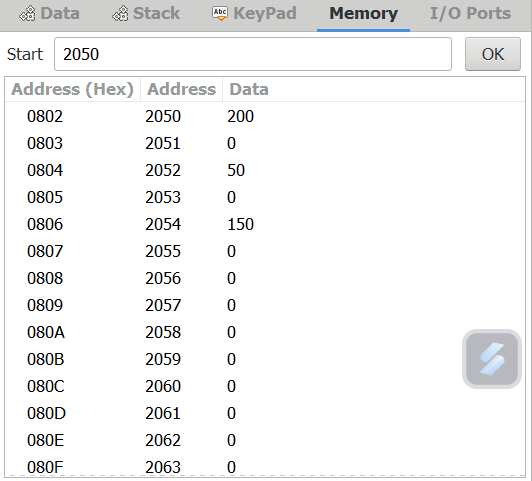 Data Stack Abc KeyPad Memory I/O Ports
Start 2050 OK
Address (Hex) Address Data
0802 2050 200
0803 2051 0
0804 2052 50
0805 2053 0
0806 2054 150
0807 2055 0
0808 2056 0
0809 2057 0
080A 2058 0
080B 2059 0
080C 2060 0
080D 2061 0
080E 2062 0
080F 2063 0